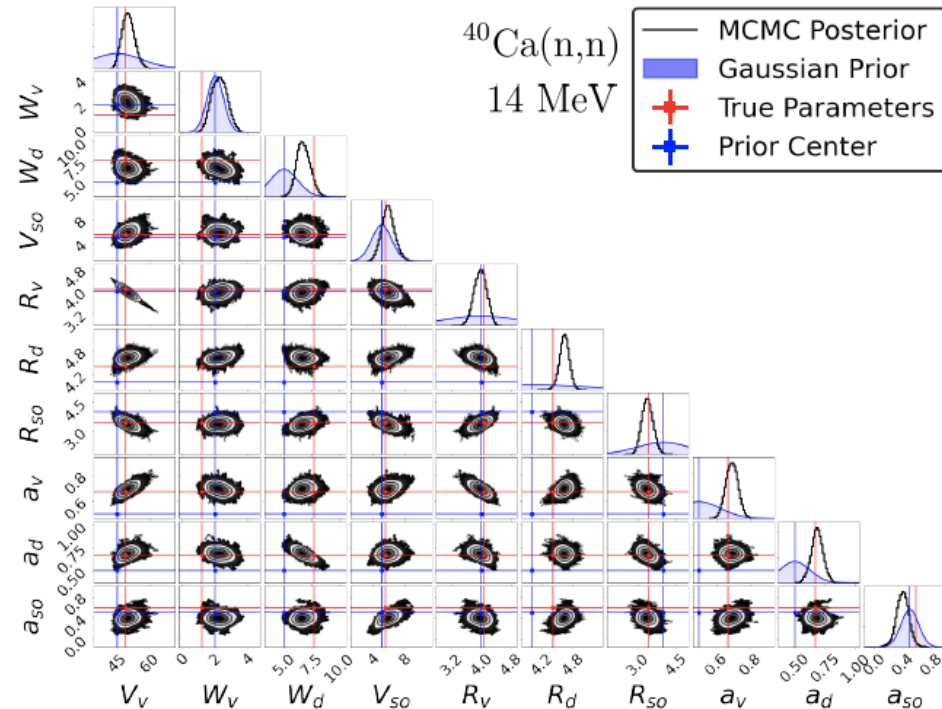 ⁴⁰Ca(n,n)
14 MeV
MCMC Posterior
Gaussian Prior
True Parameters
Prior Center
W_v 0 2 4
W_d 5.0 7.5 10.0
V_so 4 8
R_v 3.2 4.0 4.8
R_d 4.2 4.8
R_so 3.0 4.5
a_v 0.6 0.8
a_d 0.50 0.75 1.00
a_so 0.0 0.4 0.8
45 60 0 2 4 5.0 7.5 10.0 4 8 3.2 4.0 4.8 4.2 4.8 3.0 4.5 0.6 0.8 0.50 0.75 1.00 0.0 0.4 0.8
V_v W_v W_d V_so R_v R_d R_so a_v a_d a_so